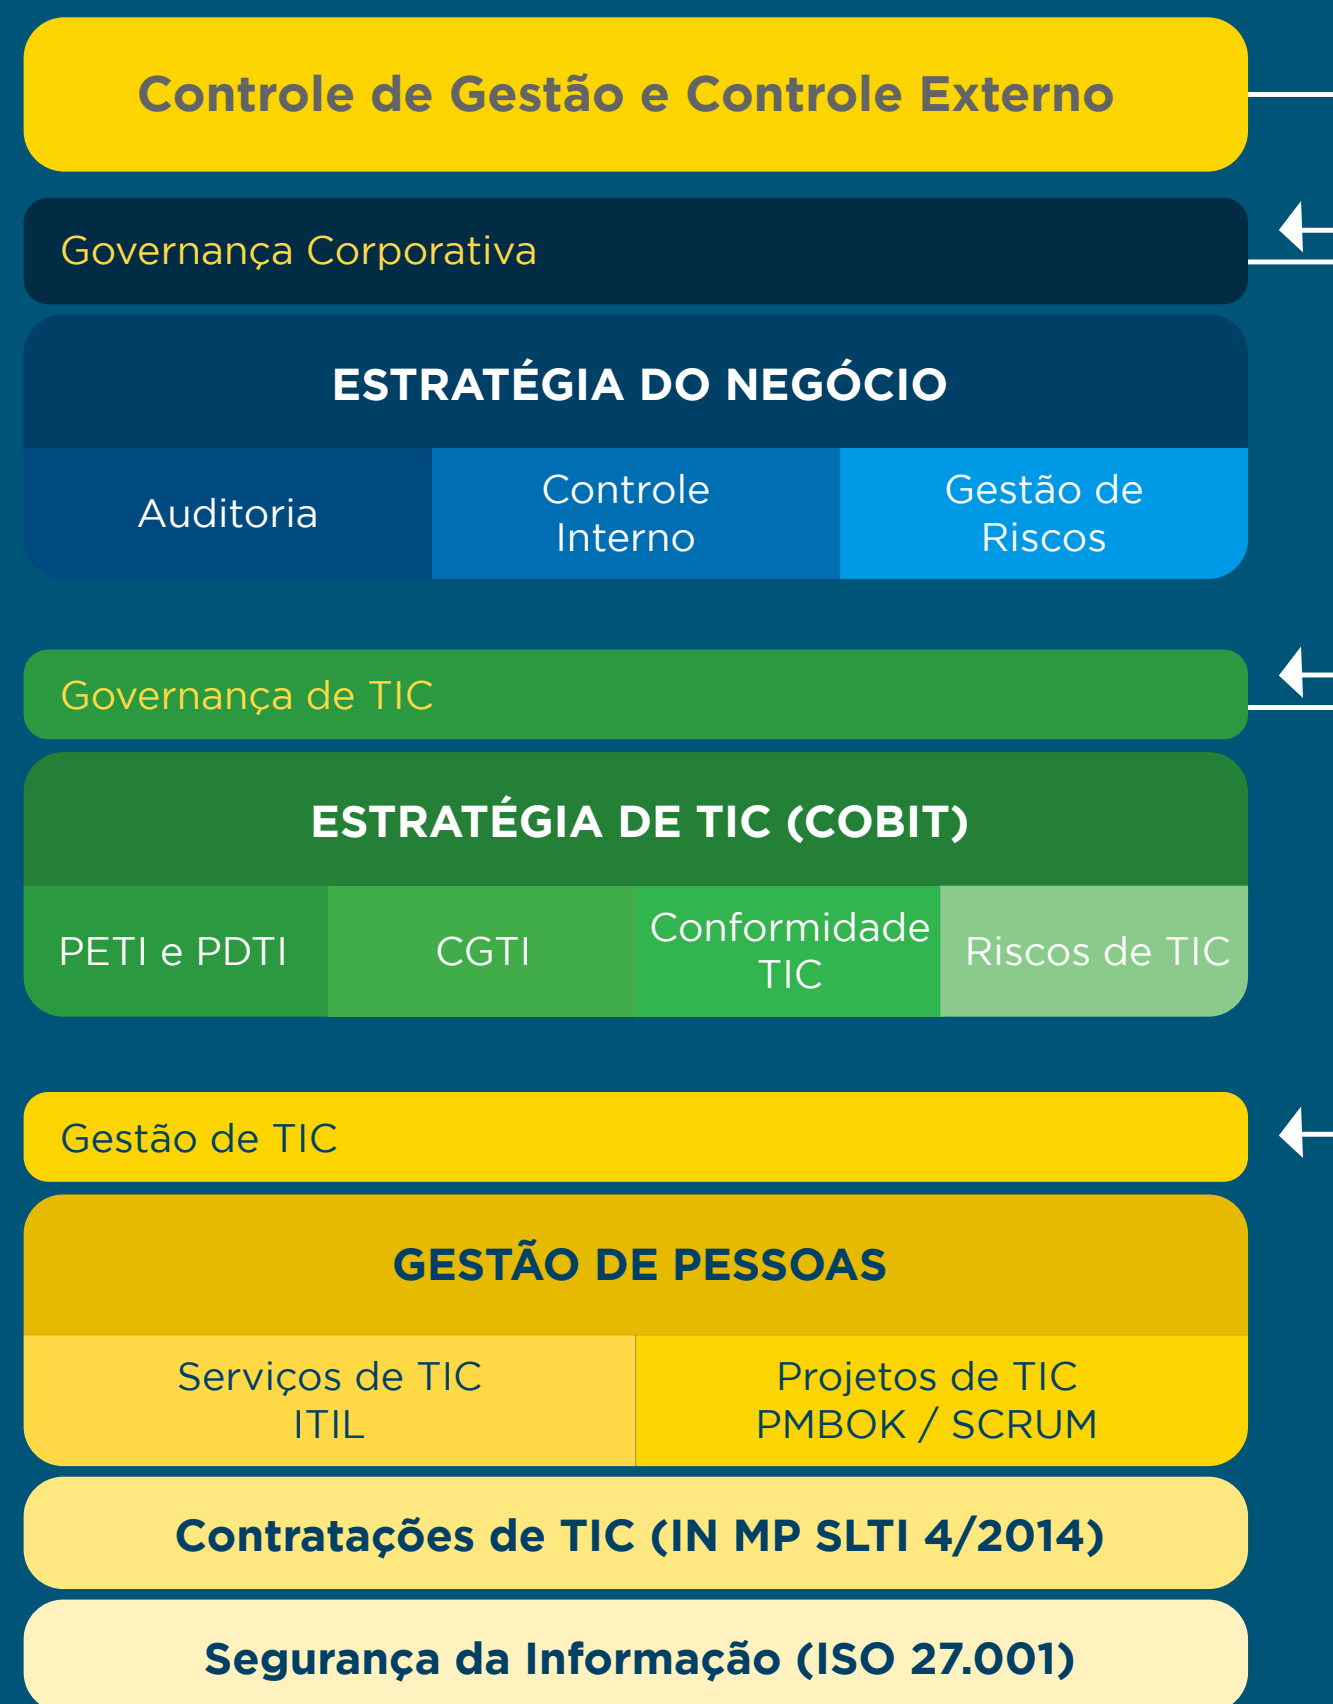 Controle de Gestão e Controle Externo
Governança Corporativa
ESTRATÉGIA DO NEGÓCIO
Auditoria
Controle
Interno
Gestão de
Riscos
Governança de TIC
ESTRATÉGIA DE TIC (COBIT)
PETI e PDTI
CGTI
Conformidade
TIC
Riscos de TIC
Gestão de TIC
GESTÃO DE PESSOAS
Serviços de TIC
ITIL
Projetos de TIC
PMBOK / SCRUM
Contratações de TIC (IN MP SLTI 4/2014)
Segurança da Informação (ISO 27.001)